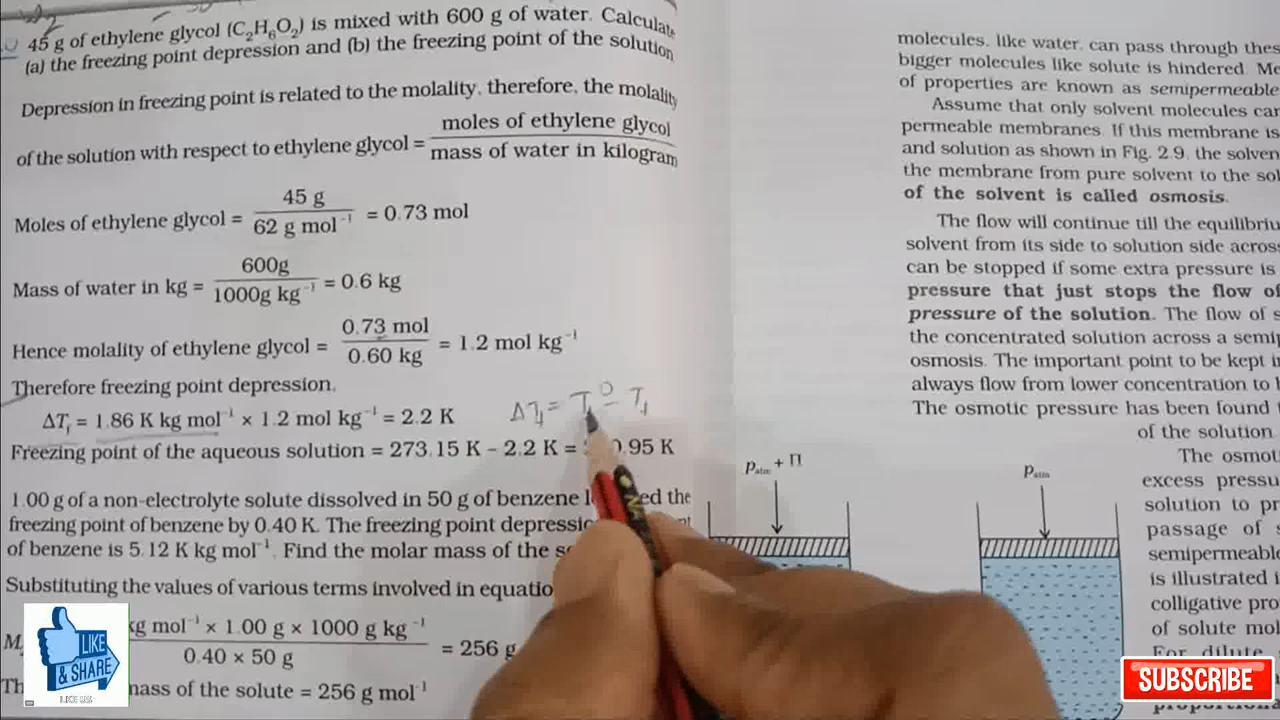 45 g of ethylene glycol (C₂H₆O₂) is mixed with 600 g of water. Calculate
(a) the freezing point depression and (b) the freezing point of the solution
Depression in freezing point is related to the molality, therefore, the molality
of the solution with respect to ethylene glycol = moles of ethylene glycol / mass of water in kilogram
Moles of ethylene glycol = 45 g / 62 g mol⁻¹ = 0.73 mol
Mass of water in kg = 600g / 1000g kg⁻¹ = 0.6 kg
Hence molality of ethylene glycol = 0.73 mol / 0.60 kg = 1.2 mol kg⁻¹
Therefore freezing point depression,
ΔT_f = 1.86 K kg mol⁻¹ × 1.2 mol kg⁻¹ = 2.2 K
ΔT_f = T_f° - T_f
Freezing point of the aqueous solution = 273.15 K – 2.2 K = 0.95 K
1.00 g of a non-electrolyte solute dissolved in 50 g of benzene the
freezing point of benzene by 0.40 K. The freezing point
of benzene is 5.12 K kg mol⁻¹. Find the molar mass of the
Substituting the values of various terms involved in
kg mol⁻¹ × 1.00 g × 1000 g kg⁻¹ / 0.40 × 50 g = 256 g
mass of the solute = 256 g mol⁻¹
LIKE
& SHARE
LIKE US
molecules, like water, can pass through
bigger molecules like solute is hindered.
of properties are known as semipermeable
Assume that only solvent molecules can
permeable membranes. If this membrane is
and solution as shown in Fig. 2.9, the
the membrane from pure solvent to the
of the solvent is called osmosis.
The flow will continue till the
solvent from its side to solution side
can be stopped if some extra pressure is
pressure that just stops the flow of
pressure of the solution. The flow of
the concentrated solution across a
osmosis. The important point to be kept
always flow from lower concentration to
The osmotic pressure has been found
of the solution
The
excess pressure
solution to
passage of
is illustrated
colligative
of solute
For dilute
p_atm + Π
p_atm
SUBSCRIBE